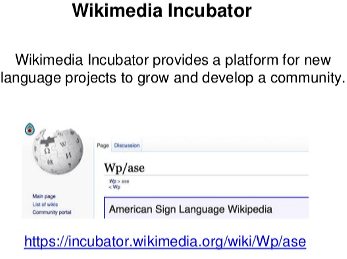 Wikimedia Incubator
Wikimedia Incubator provides a platform for new
language projects to grow and develop a community.
Page Discussion
Wp/ase
Wp > ase
< Wp
Main page
List of wikis
Community portal
American Sign Language Wikipedia
https://incubator.wikimedia.org/wiki/Wp/ase